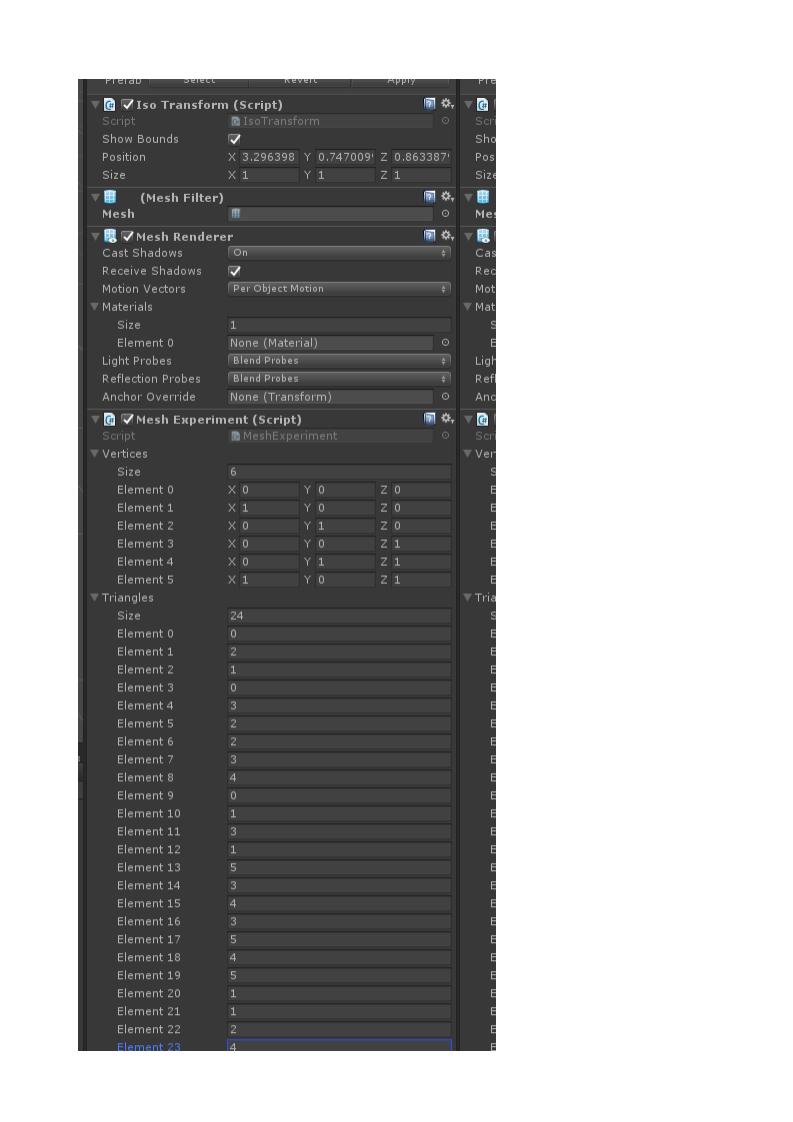 Prefab Select Revert Apply Pre
Iso Transform (Script)
Script IsoTransform Scri
Show Bounds Sho
Position X 3.296398 Y 0.747009 Z 0.863387 Pos
Size X 1 Y 1 Z 1 Size
(Mesh Filter)
Mesh Mes
Mesh Renderer
Cast Shadows On Cas
Receive Shadows Rec
Motion Vectors Per Object Motion Mot
Materials Mat
Size 1 S
Element 0 None (Material) E
Light Probes Blend Probes Ligh
Reflection Probes Blend Probes Refl
Anchor Override None (Transform) Anc
Mesh Experiment (Script)
Script MeshExperiment Scri
Vertices Ver
Size 6 S
Element 0 X 0 Y 0 Z 0 E
Element 1 X 1 Y 0 Z 0 E
Element 2 X 0 Y 1 Z 0 E
Element 3 X 0 Y 0 Z 1 E
Element 4 X 0 Y 1 Z 1 E
Element 5 X 1 Y 0 Z 1 E
Triangles Tria
Size 24 S
Element 0 0 E
Element 1 2 E
Element 2 1 E
Element 3 0 E
Element 4 3 E
Element 5 2 E
Element 6 2 E
Element 7 3 E
Element 8 4 E
Element 9 0 E
Element 10 1 E
Element 11 3 E
Element 12 1 E
Element 13 5 E
Element 14 3 E
Element 15 4 E
Element 16 3 E
Element 17 5 E
Element 18 4 E
Element 19 5 E
Element 20 1 E
Element 21 1 E
Element 22 2 E
Element 23 4 E